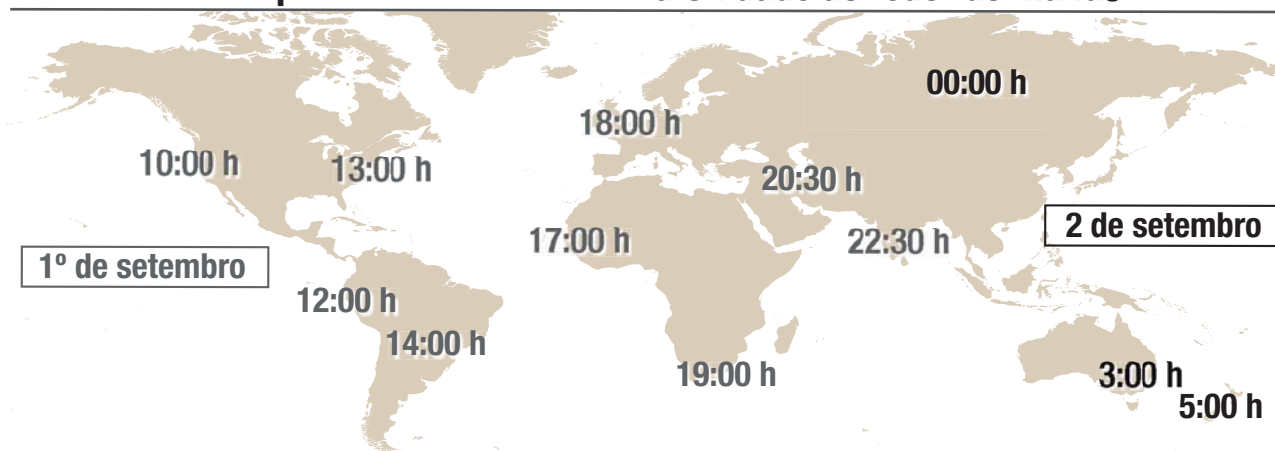 00:00 h
18:00 h
10:00 h
13:00 h
20:30 h
2 de setembro
17:00 h
22:30 h
1º de setembro
12:00 h
14:00 h
19:00 h
3:00 h
5:00 h